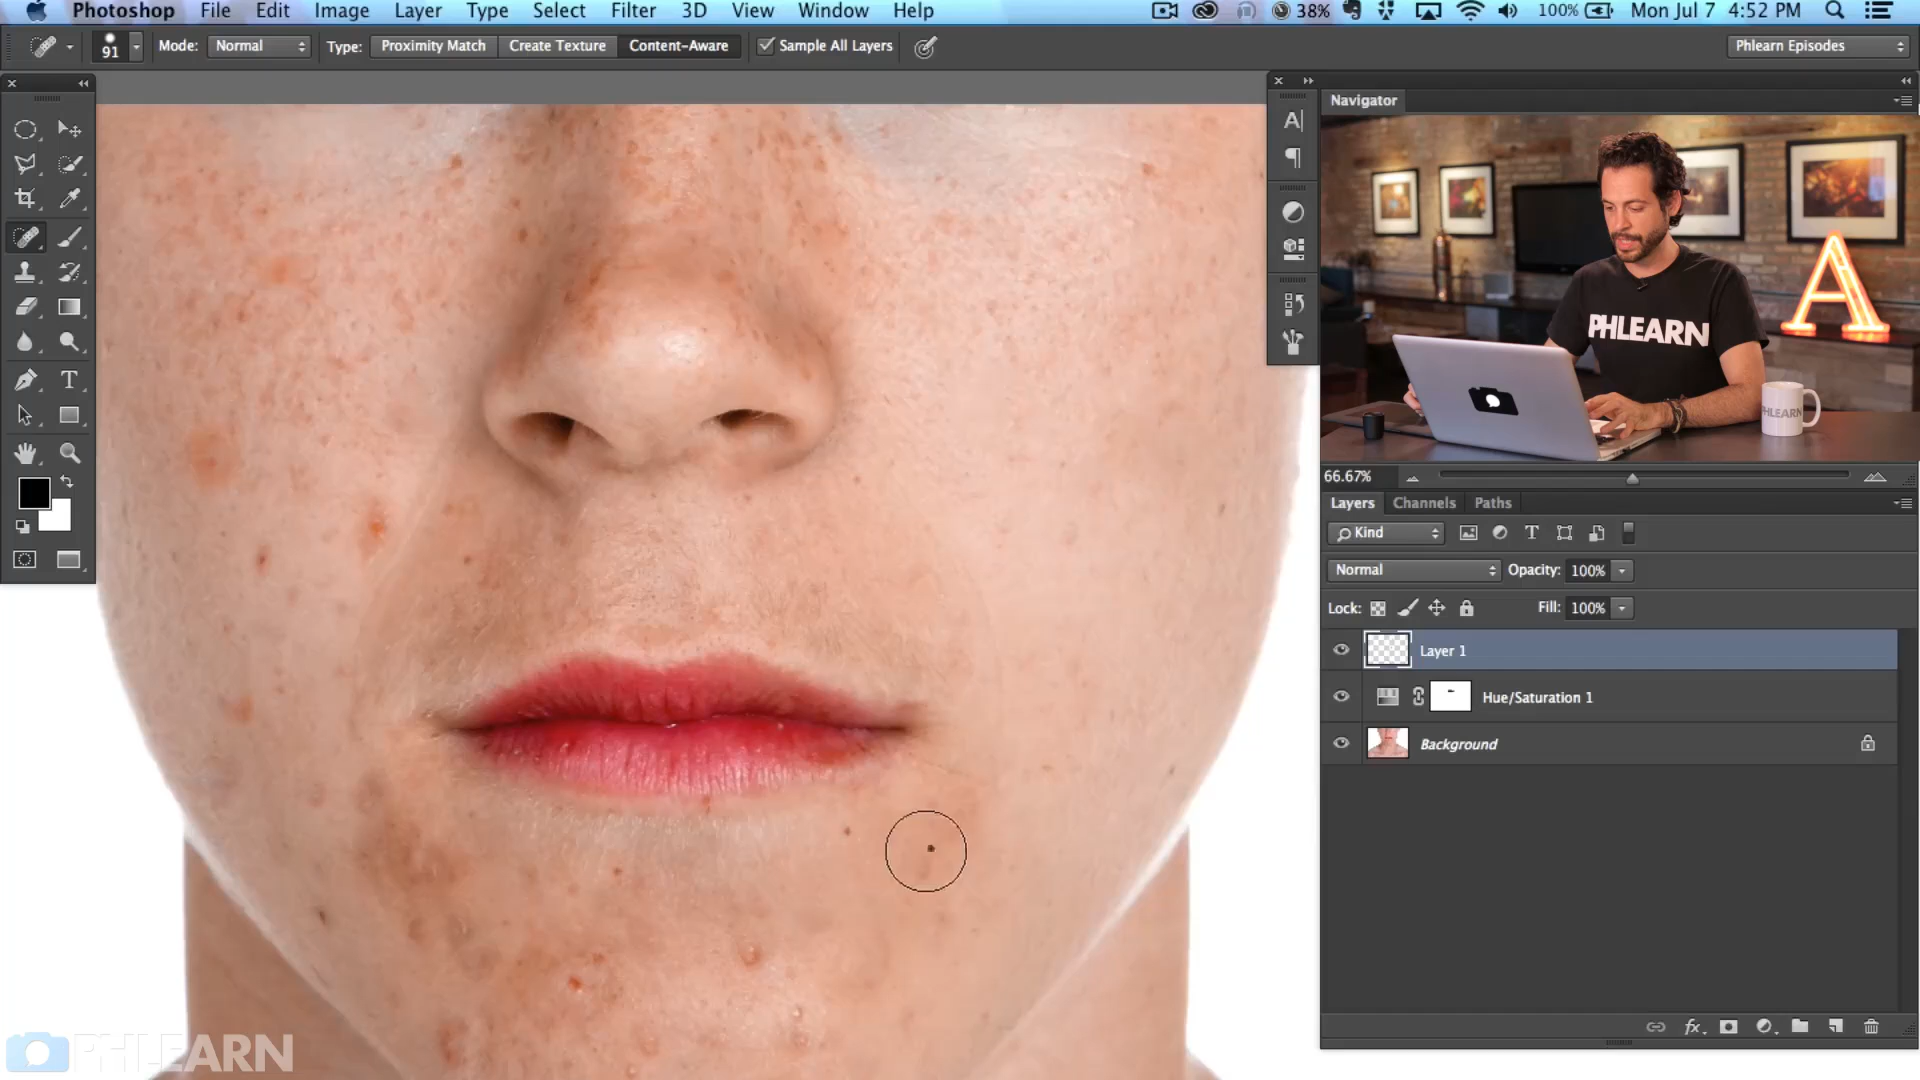 Photoshop File Edit Image Layer Type Select Filter 3D View Window Help 38% 100% Mon Jul 7 4:52 PM
91 Mode: Normal Type: Proximity Match Create Texture Content-Aware Sample All Layers Phlearn Episodes
Navigator
PHLEARN
PHLEARN
A
66.67%
Layers Channels Paths
Kind
Normal Opacity: 100%
Lock: Fill: 100%
Layer 1
Hue/Saturation 1
Background
fx
PHLEARN